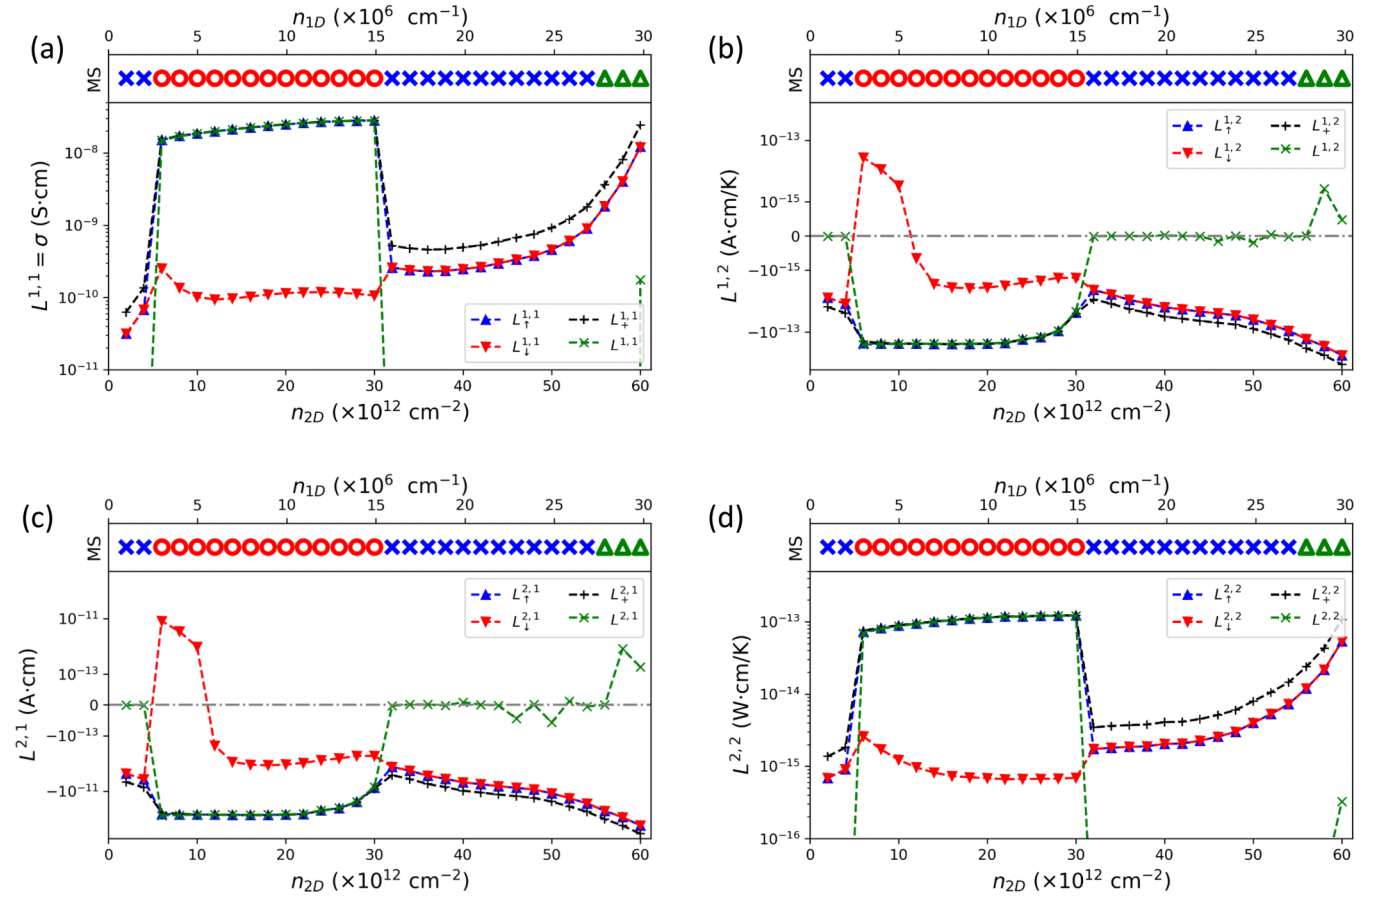 (a)
n1D (×10^6 cm^−1)
0 5 10 15 20 25 30
MS
L^1,1 = σ (S·cm)
10^−8
10^−9
10^−10
10^−11
L↑^1,1 L+^1,1
L↓^1,1 L^1,1
0 10 20 30 40 50 60
n2D (×10^12 cm^−2)
(b)
n1D (×10^6 cm^−1)
0 5 10 15 20 25 30
MS
L^1,2 (A·cm/K)
10^−13
10^−15
0
−10^−15
−10^−13
L↑^1,2 L+^1,2
L↓^1,2 L^1,2
0 10 20 30 40 50 60
n2D (×10^12 cm^−2)
(c)
n1D (×10^6 cm^−1)
0 5 10 15 20 25 30
MS
L^2,1 (A·cm)
10^−11
10^−13
0
−10^−13
−10^−11
L↑^2,1 L+^2,1
L↓^2,1 L^2,1
0 10 20 30 40 50 60
n2D (×10^12 cm^−2)
(d)
n1D (×10^6 cm^−1)
0 5 10 15 20 25 30
MS
L^2,2 (W·cm/K)
10^−13
10^−14
10^−15
10^−16
L↑^2,2 L+^2,2
L↓^2,2 L^2,2
0 10 20 30 40 50 60
n2D (×10^12 cm^−2)